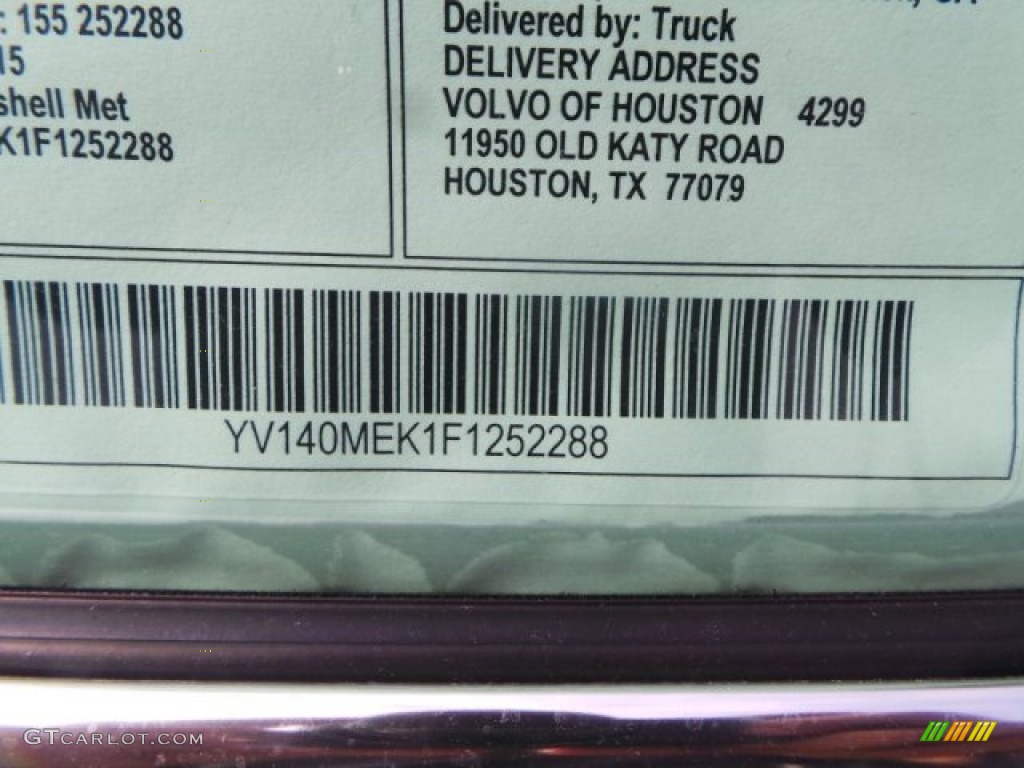 : 155 252288
15
shell Met
K1F1252288
Delivered by: Truck
DELIVERY ADDRESS
VOLVO OF HOUSTON 4299
11950 OLD KATY ROAD
HOUSTON, TX 77079
YV140MEK1F1252288
GTCARLOT.COM